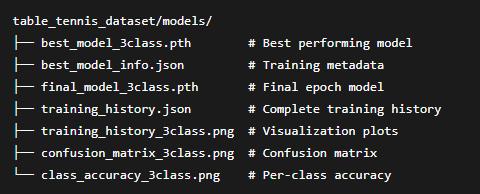 table_tennis_dataset/models/
├── best_model_3class.pth        # Best performing model
├── best_model_info.json         # Training metadata
├── final_model_3class.pth       # Final epoch model
├── training_history.json        # Complete training history
├── training_history_3class.png  # Visualization plots
├── confusion_matrix_3class.png  # Confusion matrix
└── class_accuracy_3class.png    # Per-class accuracy